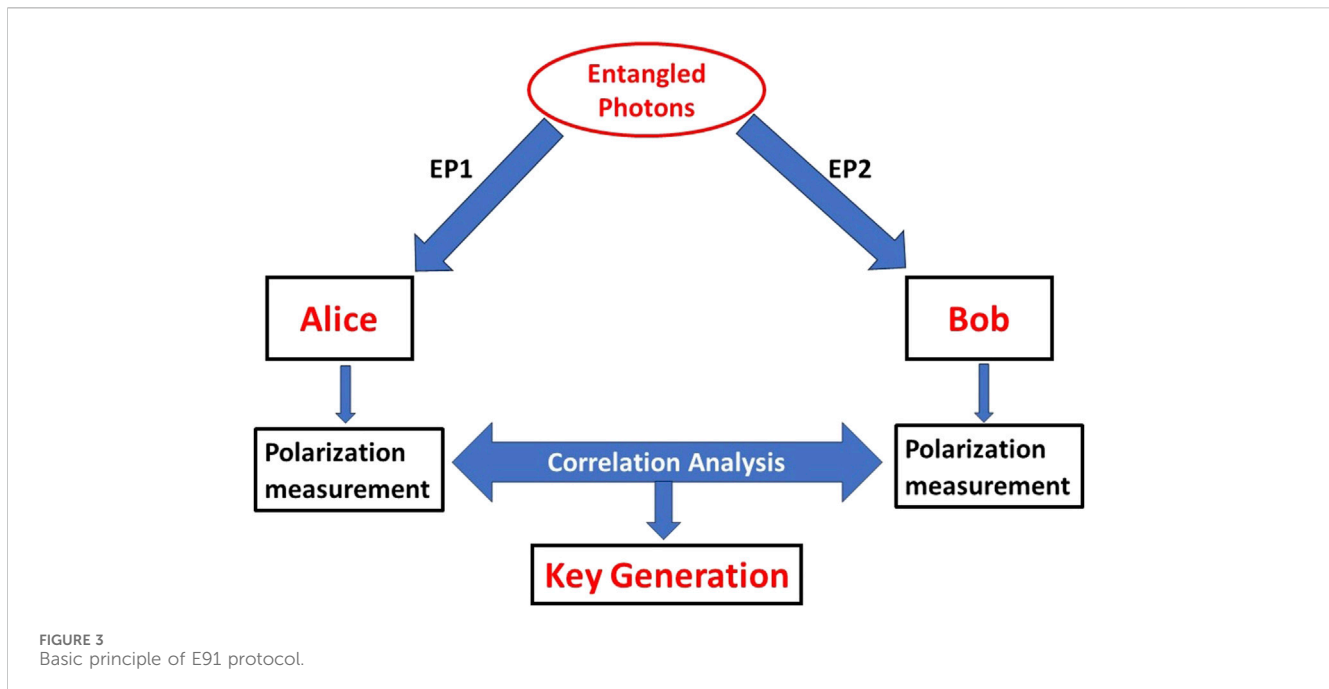 Entangled
Photons
EP1
EP2
Alice
Bob
Polarization
measurement
Correlation Analysis
Polarization
measurement
Key Generation
FIGURE 3
Basic principle of E91 protocol.